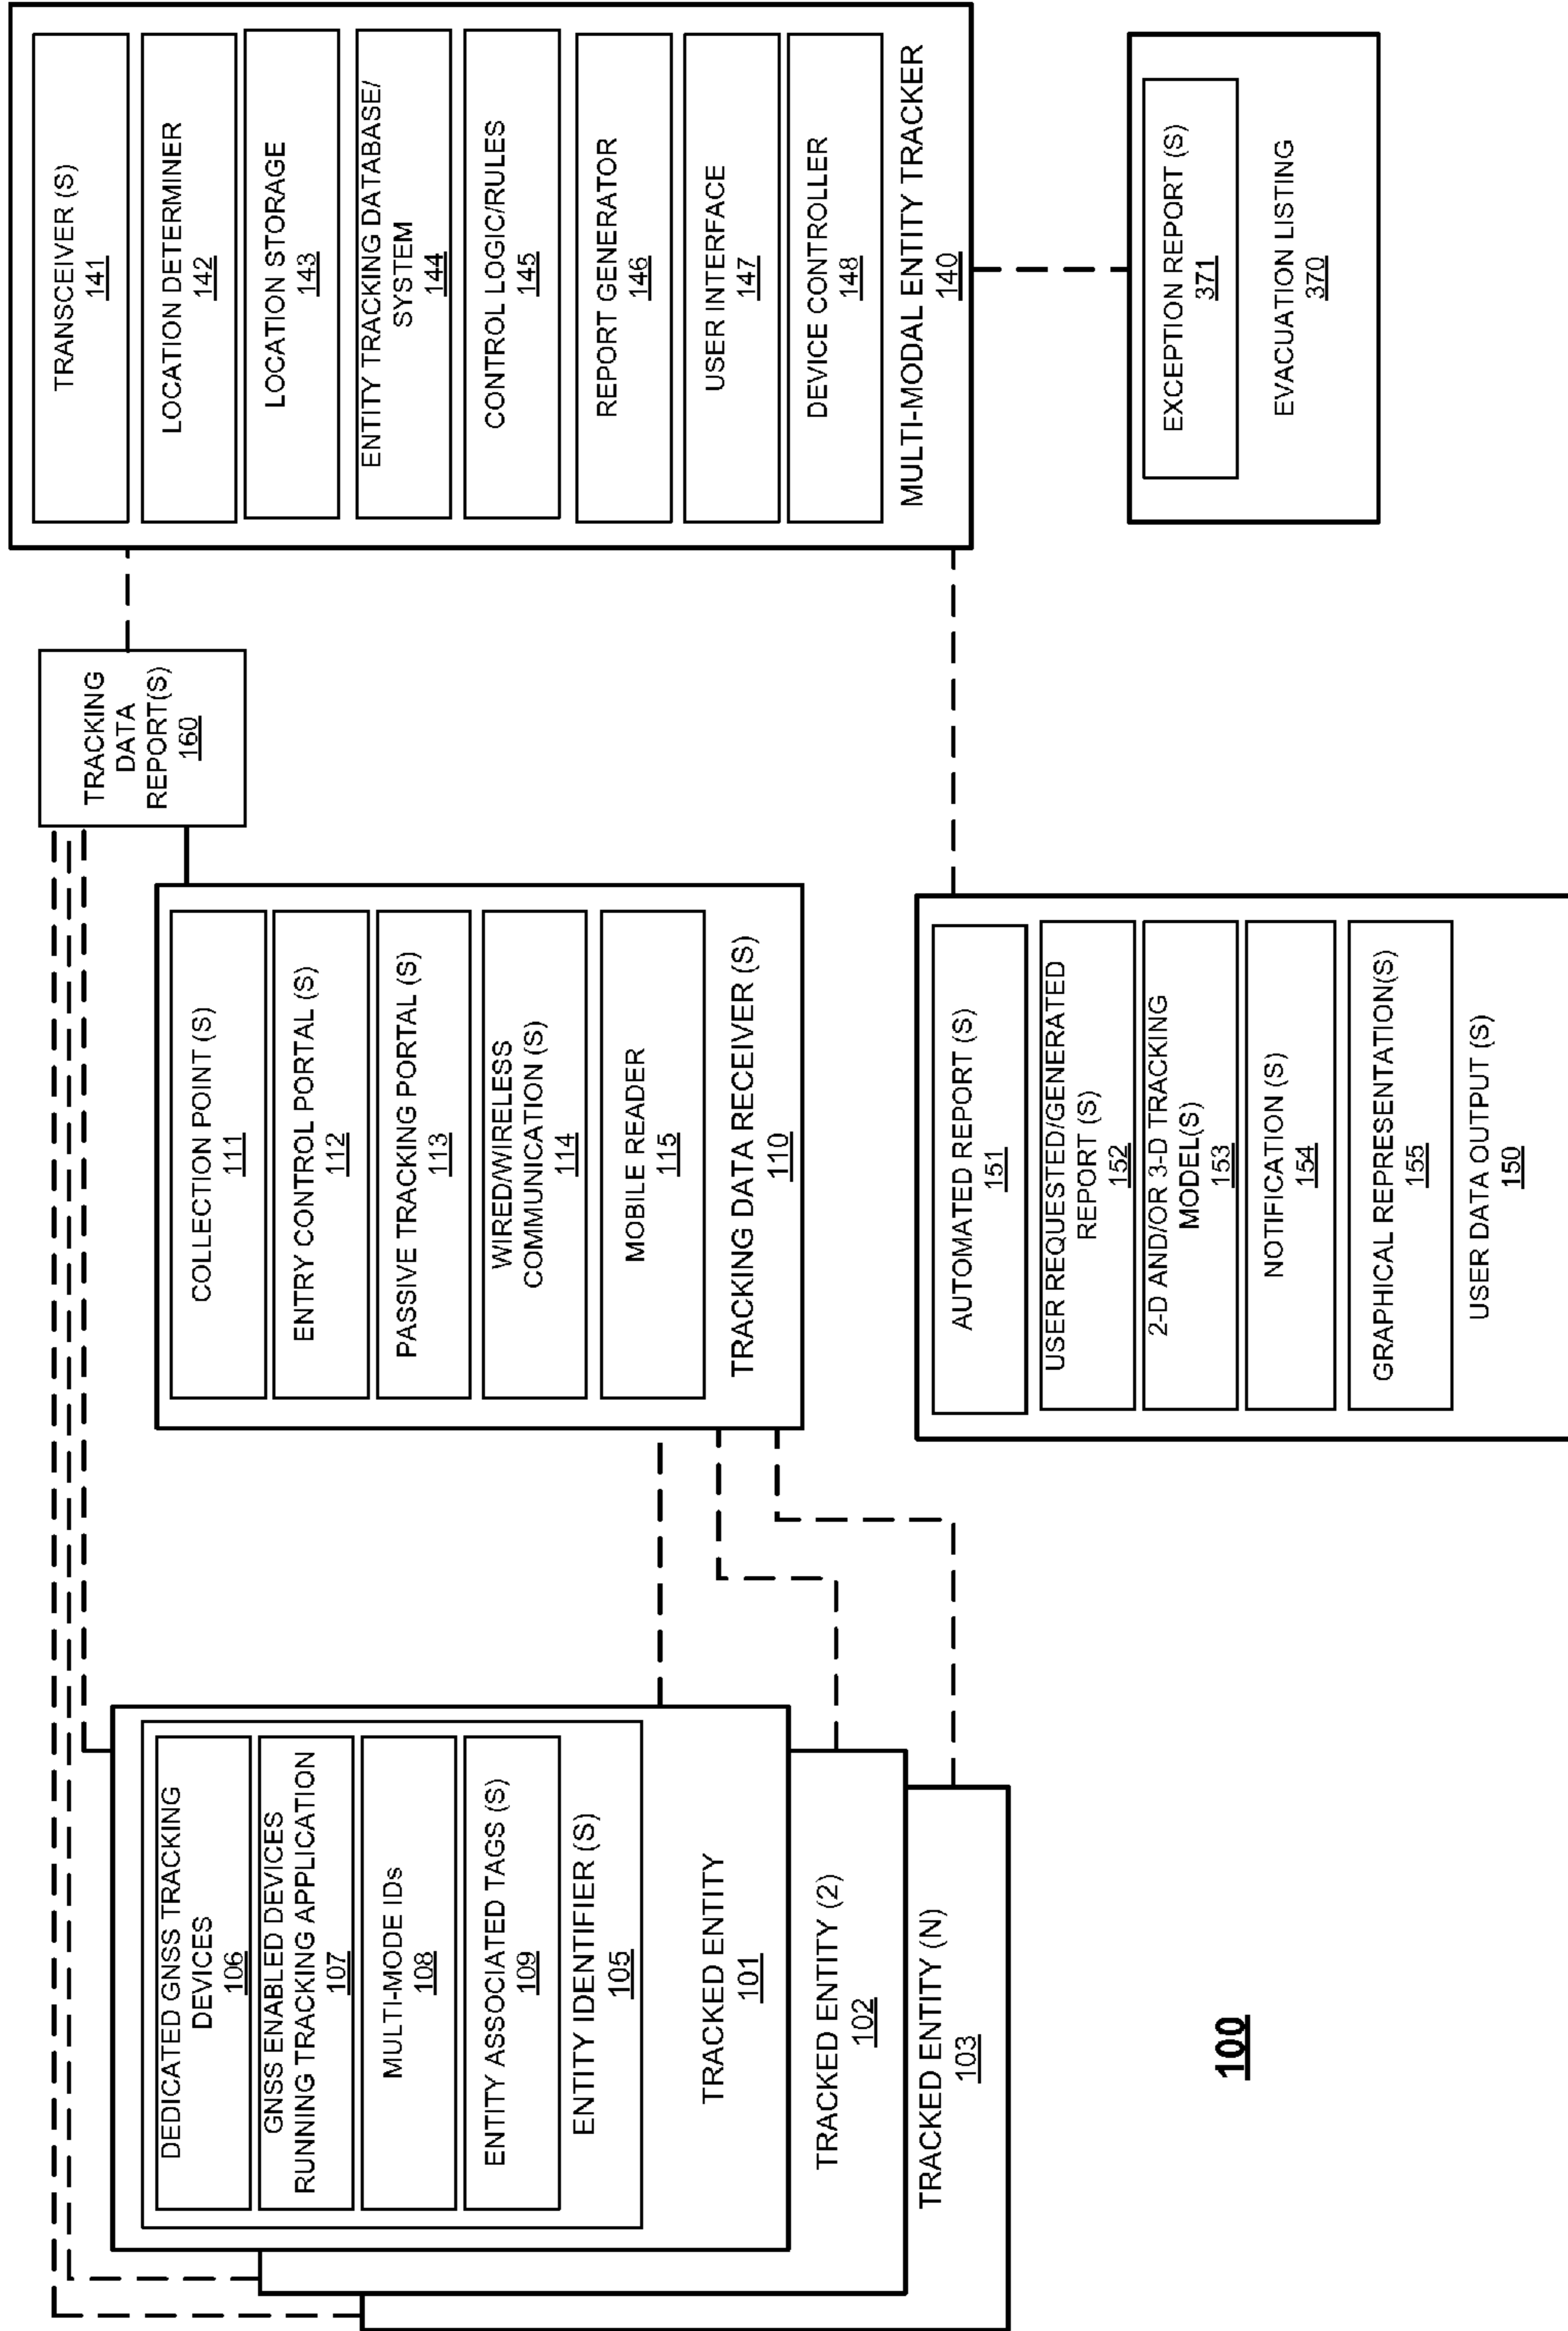 DEDICATED GNSS TRACKING
DEVICES
106
GNSS ENABLED DEVICES
RUNNING TRACKING APPLICATION
107
MULTI-MODE IDs
108
ENTITY ASSOCIATED TAGS (S)
109
ENTITY IDENTIFIER (S)
105
TRACKED ENTITY
101
TRACKED ENTITY (2)
102
TRACKED ENTITY (N)
103
COLLECTION POINT (S)
111
ENTRY CONTROL PORTAL (S)
112
PASSIVE TRACKING PORTAL (S)
113
WIRED/WIRELESS
COMMUNICATION (S)
114
MOBILE READER
115
TRACKING DATA RECEIVER (S)
110
TRACKING
DATA
REPORT(S)
160
TRANSCEIVER (S)
141
LOCATION DETERMINER
142
LOCATION STORAGE
143
ENTITY TRACKING DATABASE/
SYSTEM
144
CONTROL LOGIC/RULES
145
REPORT GENERATOR
146
USER INTERFACE
147
DEVICE CONTROLLER
148
MULTI-MODAL ENTITY TRACKER
140
AUTOMATED REPORT (S)
151
USER REQUESTED/GENERATED
REPORT (S)
152
2-D AND/OR 3-D TRACKING
MODEL(S)
153
NOTIFICATION (S)
154
GRAPHICAL REPRESENTATION(S)
155
USER DATA OUTPUT (S)
150
EXCEPTION REPORT (S)
371
EVACUATION LISTING
370
100